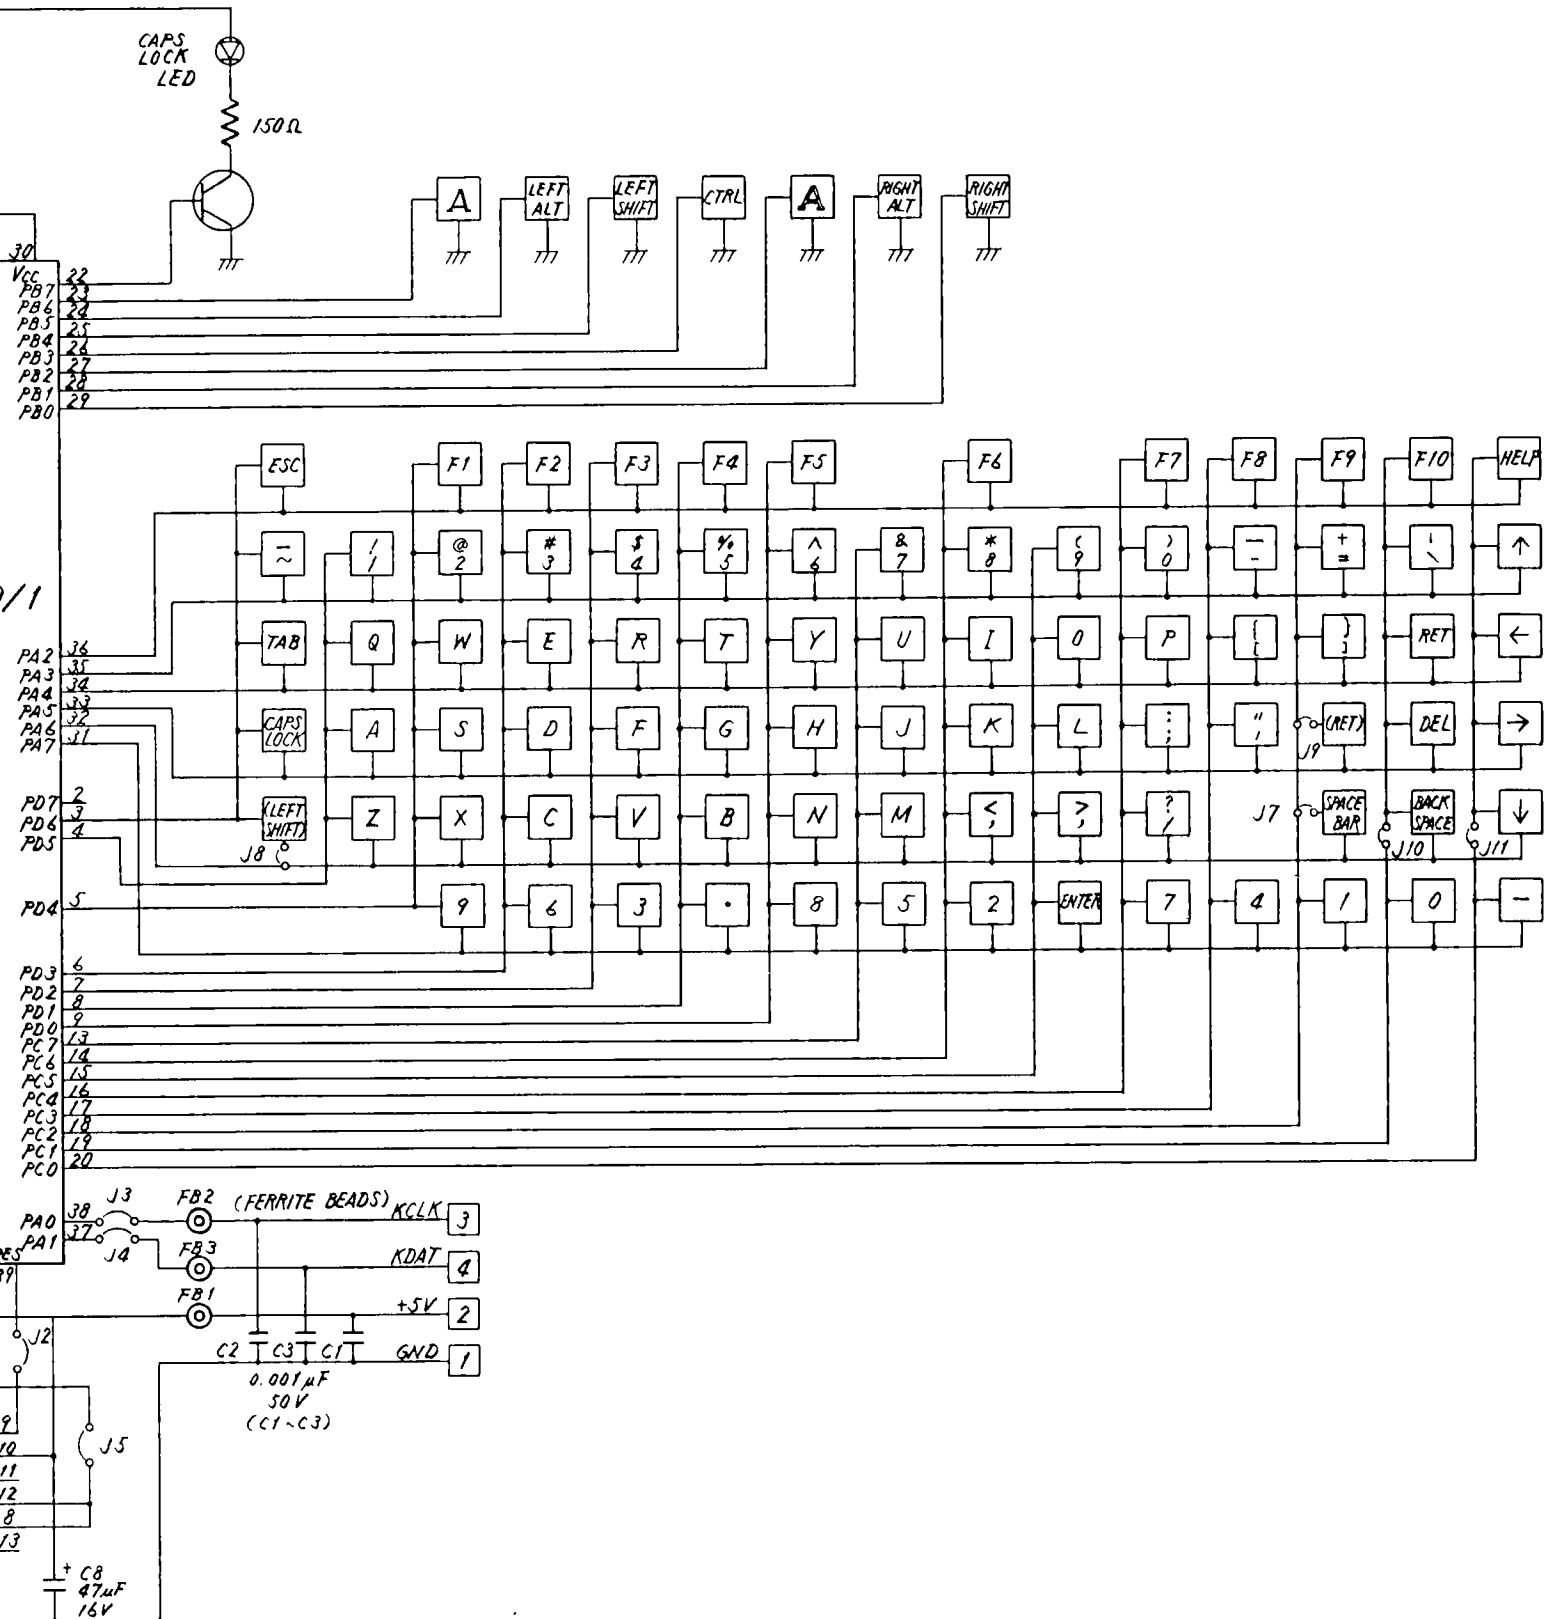 CAPS
LOCK
LED
150Ω
A
LEFT
ALT
LEFT
SHIFT
CTRL
A
RIGHT
ALT
RIGHT
SHIFT
30
VCC
PB7 22
PB6 23
PB5 24
PB4 25
PB3 26
PB2 27
PB1 28
PB0 29
ESC F1 F2 F3 F4 F5 F6 F7 F8 F9 F10 HELP
— ~ ! 1 @ 2 # 3 $ 4 % 5 ^ 6 & 7 * 8 ( 9 ) 0 — - + = ¦ \ ↑
/1
TAB Q W E R T Y U I O P { [ } ] RET ←
PA2 36
PA3 35
PA4 34
PA5 33
PA6 32
PA7 31
CAPS
LOCK
A S D F G H J K L : ; " ' (RET) DEL →
J9
PD7 2
PD6 3
PD5 4
(LEFT
SHIFT)
Z X C V B N M < , > , ? /
J7
SPACE
BAR
BACK
SPACE
↓
J8
J10
J11
PD4 5
9 6 3 · 8 5 2 ENTER 7 4 1 0 —
PD3 6
PD2 7
PD1 8
PD0 9
PC7 13
PC6 14
PC5 15
PC4 16
PC3 17
PC2 18
PC1 19
PC0 20
J3
FB2
(FERRITE BEADS)
KCLK 3
PA0 38
PA1 37
J4
FB3
KDAT 4
39
FB1
+5V 2
J2
C2 C3 C1
GND 1
0.001μF
50V
(C1~C3)
9
10
J5
11
12
8
13
+ C8
47μF
16V